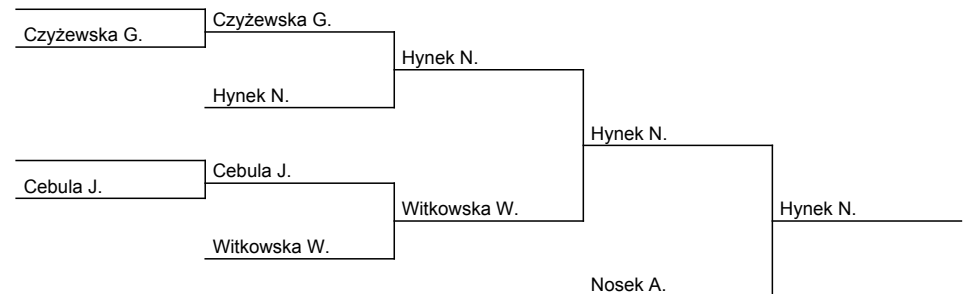 Czyżewska G.
Czyżewska G.
Hynek N.
Hynek N.
Hynek N.
Cebula J.
Cebula J.
Witkowska W.
Hynek N.
Witkowska W.
Nosek A.